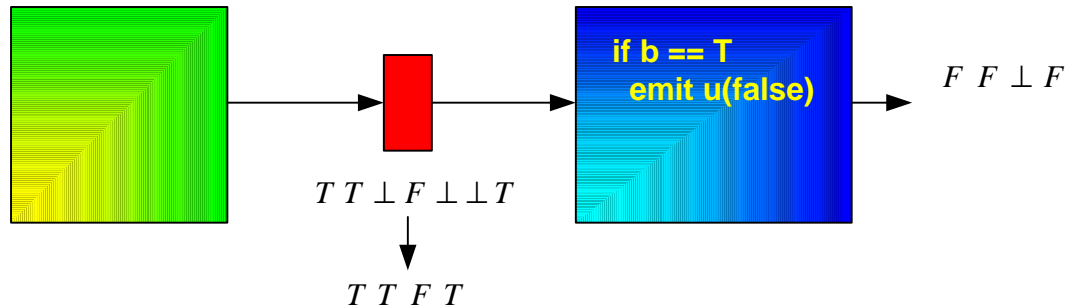 if b == T
emit u(false)
F F ⊥ F
T T ⊥ F ⊥ ⊥ T
T T F T